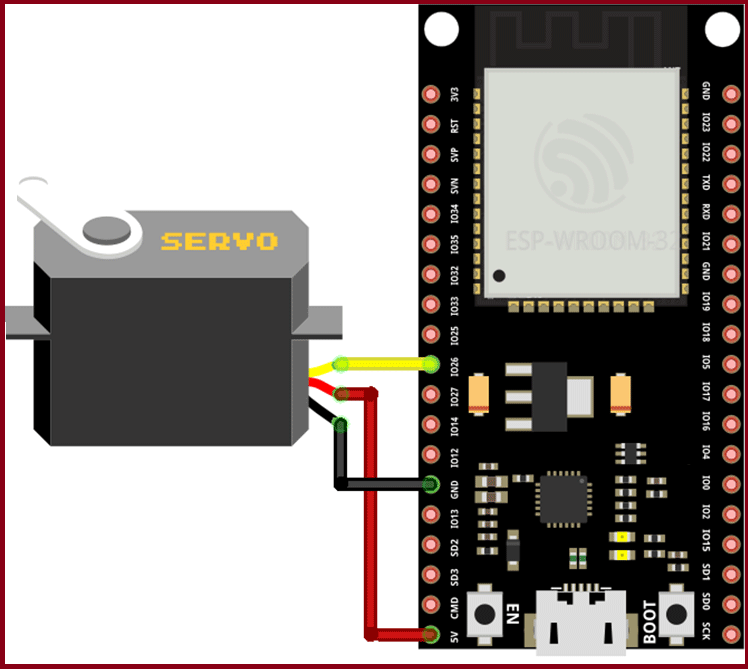 SERVO
3V3
RST
SVP
SVN
IO34
IO35
IO32
IO33
IO25
IO26
IO27
IO14
IO12
GND
IO13
SD2
SD3
CMD
5V
ESP-WROOM-32
EN
BOOT
GND
IO23
IO22
TXD
RXD
IO21
GND
IO19
IO18
IO5
IO17
IO16
IO4
IO0
IO2
IO15
SD1
SD0
SCK